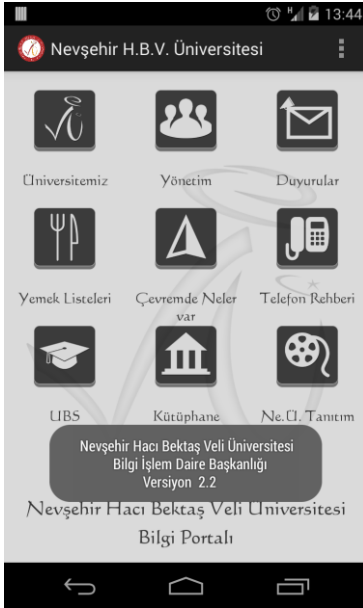 13:44
Nevşehir H.B.V. Üniversitesi
Üniversitemiz Yönetim Duyurular
Yemek Listeleri Çevremde Neler var Telefon Rehberi
UBS Kütüphane Ne.Ü. Tanıtım
Nevşehir Hacı Bektaş Veli Üniversitesi
Bilgi İşlem Daire Başkanlığı
Versiyon 2.2
Nevşehir Hacı Bektaş Veli Üniversitesi
Bilgi Portalı